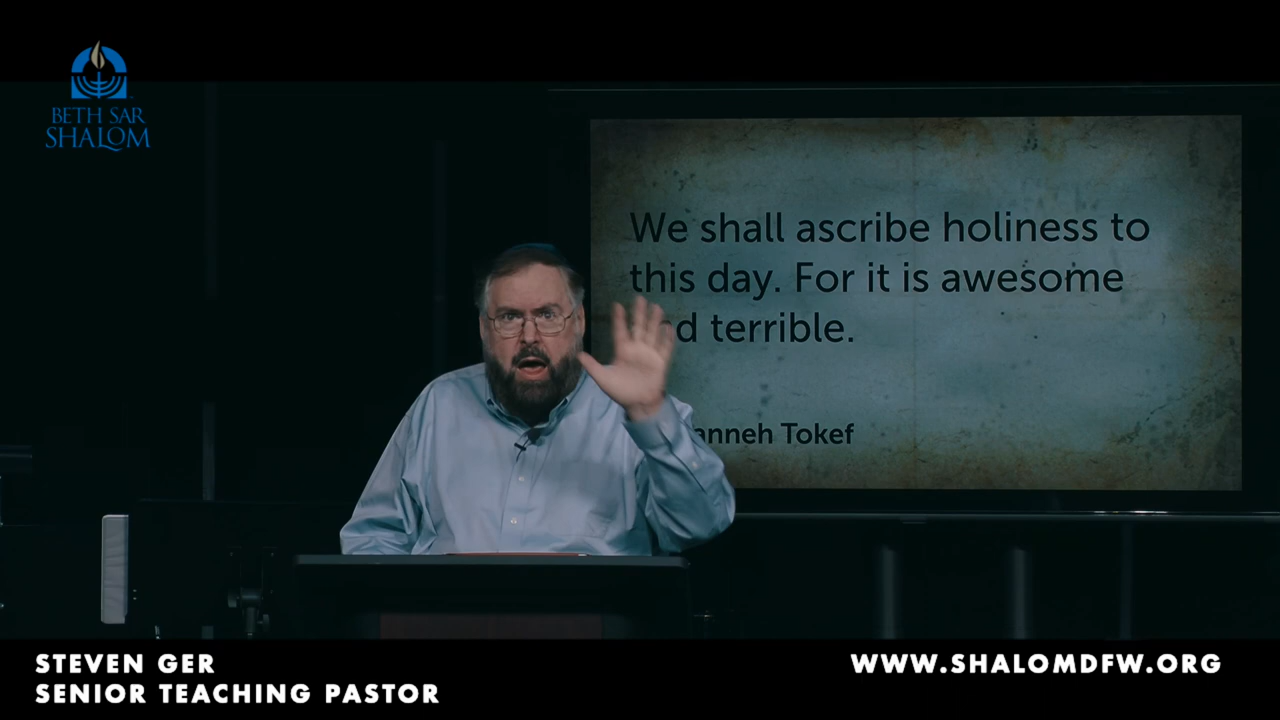 BETH SAR
SHALOM
We shall ascribe holiness to
this day. For it is awesome
terrible.
Tokef
STEVEN GER
SENIOR TEACHING PASTOR
WWW.SHALOMDFW.ORG